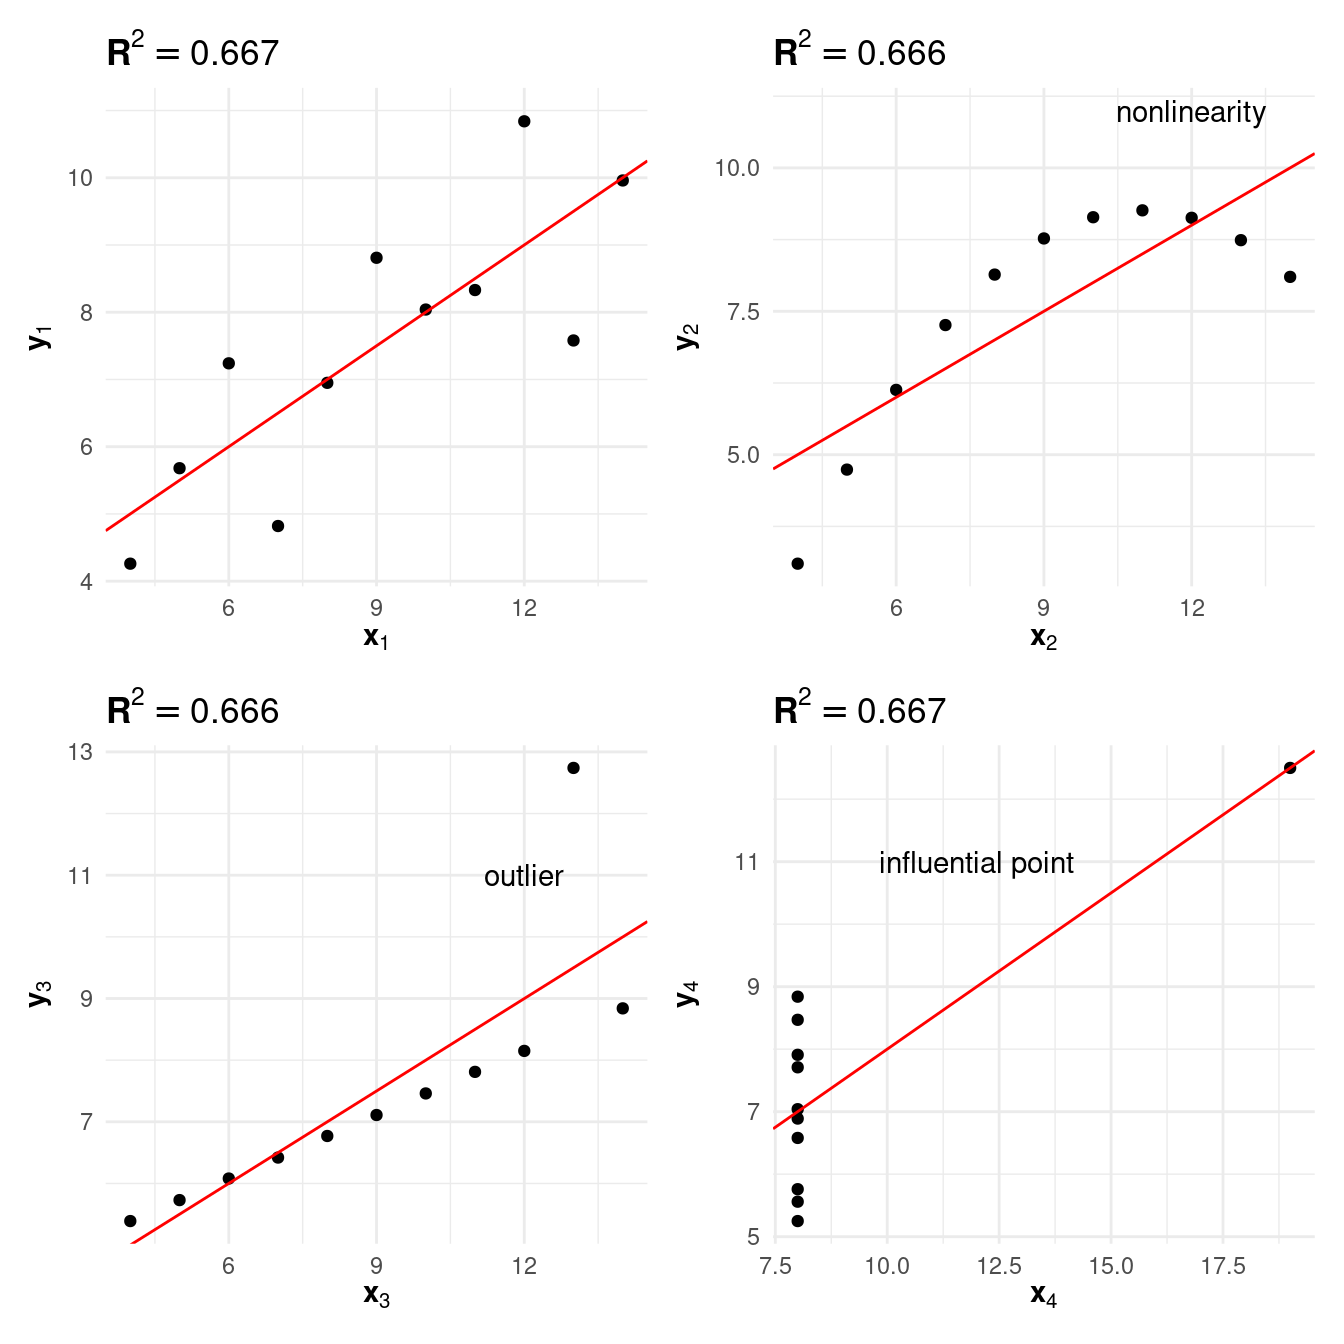 R² = 0.667
10
8
6
4
y₁
6 9 12
x₁
R² = 0.666
nonlinearity
10.0
7.5
5.0
y₂
6 9 12
x₂
R² = 0.666
13
outlier
11
9
7
y₃
6 9 12
x₃
R² = 0.667
influential point
11
9
7
5
y₄
7.5 10.0 12.5 15.0 17.5
x₄